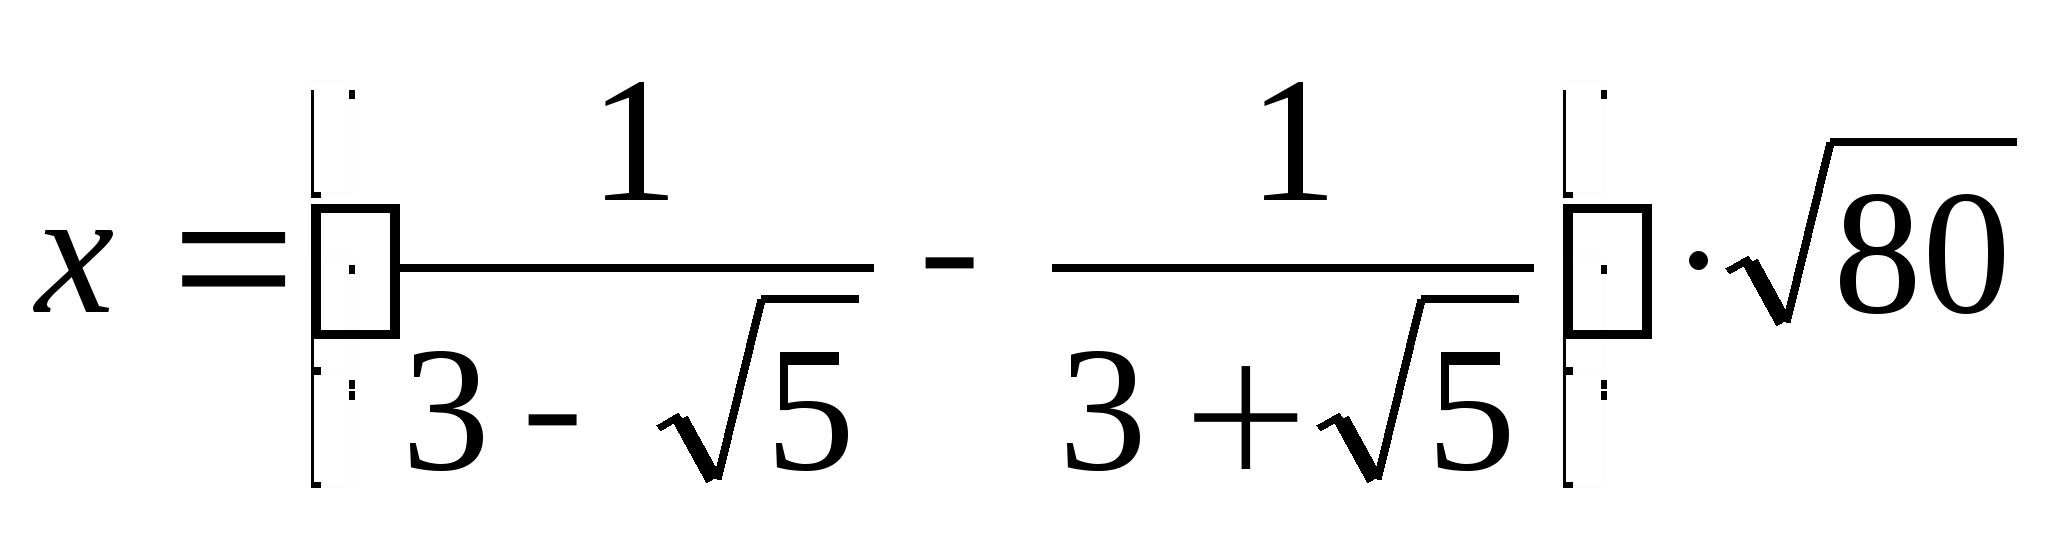 x = ( 1/(3 - √5) - 1/(3 + √5) ) · √80